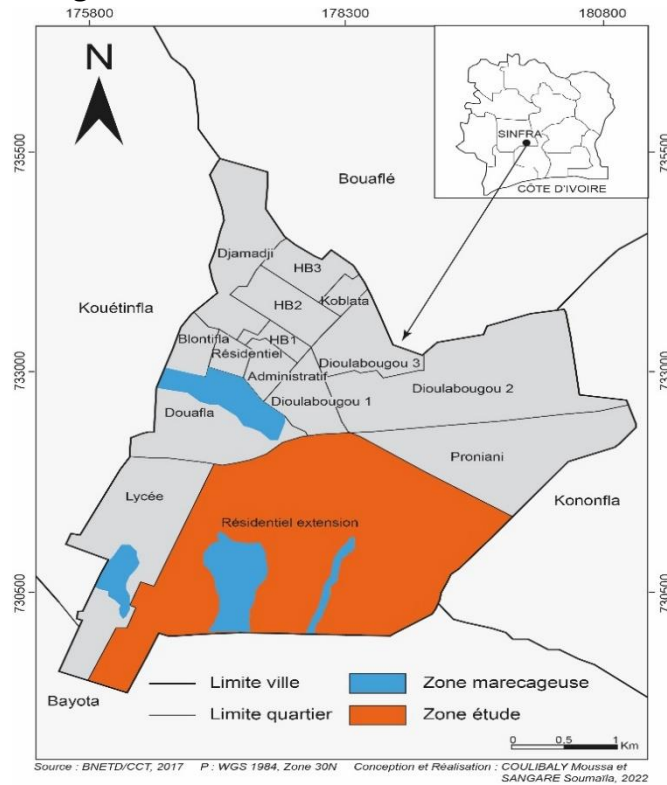 175800 178300 180800
N
735500 735500
SINFRA
CÔTE D'IVOIRE
Bouaflé
Djamadji
HB3
Koblata
Kouétinfla
HB2
HB1
Blontifla
Résidentiel
Dioulabougou 3
733000 733000
Administratif
Dioulabougou 2
Dioulabougou 1
Douafla
Proniani
Lycée
Kononfla
Résidentiel extension
730500 730500
Bayota
Limite ville
Zone marecageuse
Limite quartier
Zone étude
0 0.5 1
Km
Source : BNETD/CCT, 2017 P : WGS 1984, Zone 30N Conception et Réalisation : COULIBALY Moussa et
SANGARE Soumaïla, 2022